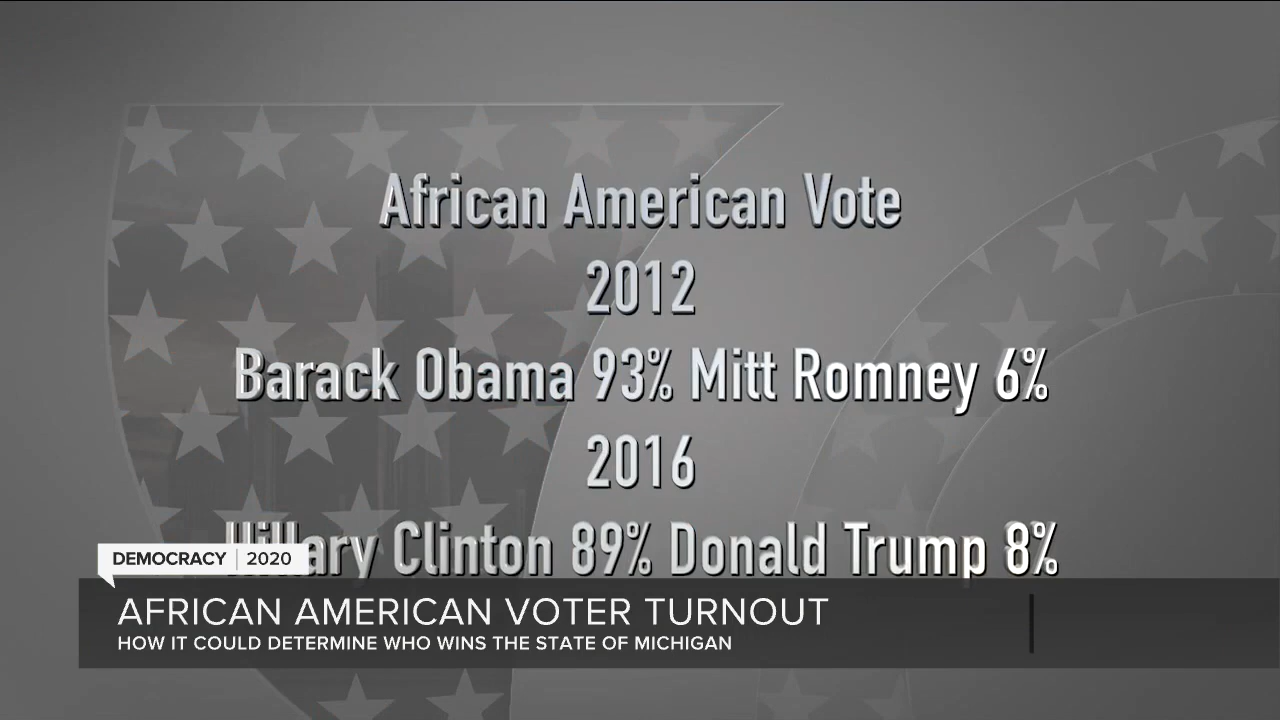 African American Vote
2012
Barack Obama 93% Mitt Romney 6%
2016
Hillary Clinton 89% Donald Trump 8%
DEMOCRACY 2020
AFRICAN AMERICAN VOTER TURNOUT
HOW IT COULD DETERMINE WHO WINS THE STATE OF MICHIGAN